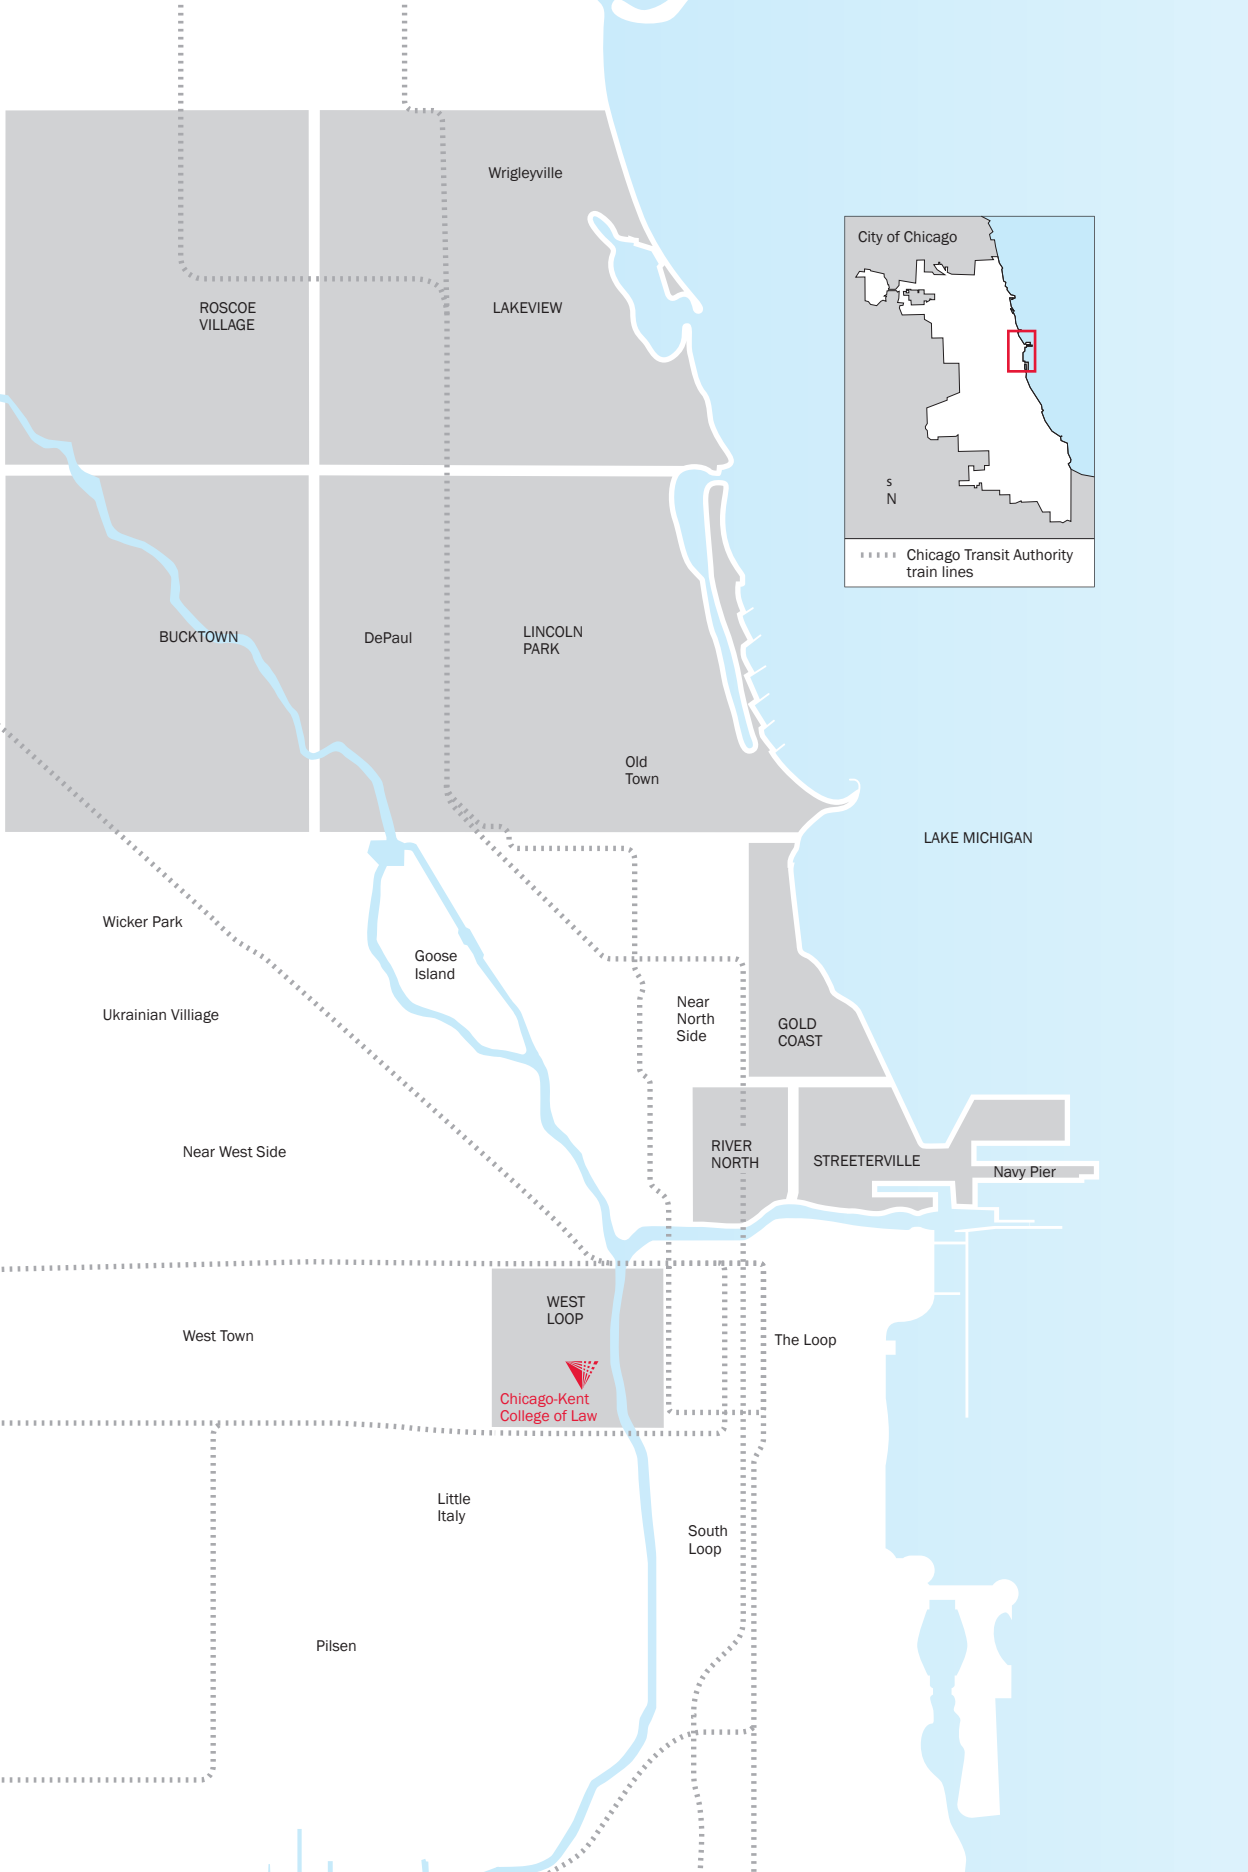 Wrigleyville
City of Chicago
ROSCOE
VILLAGE
LAKEVIEW
s
N
Chicago Transit Authority
train lines
BUCKTOWN
DePaul
LINCOLN
PARK
Old
Town
LAKE MICHIGAN
Wicker Park
Goose
Island
Ukrainian Villiage
Near
North
Side
GOLD
COAST
Near West Side
RIVER
NORTH
STREETERVILLE
Navy Pier
WEST
LOOP
West Town
The Loop
Chicago-Kent
College of Law
Little
Italy
South
Loop
Pilsen